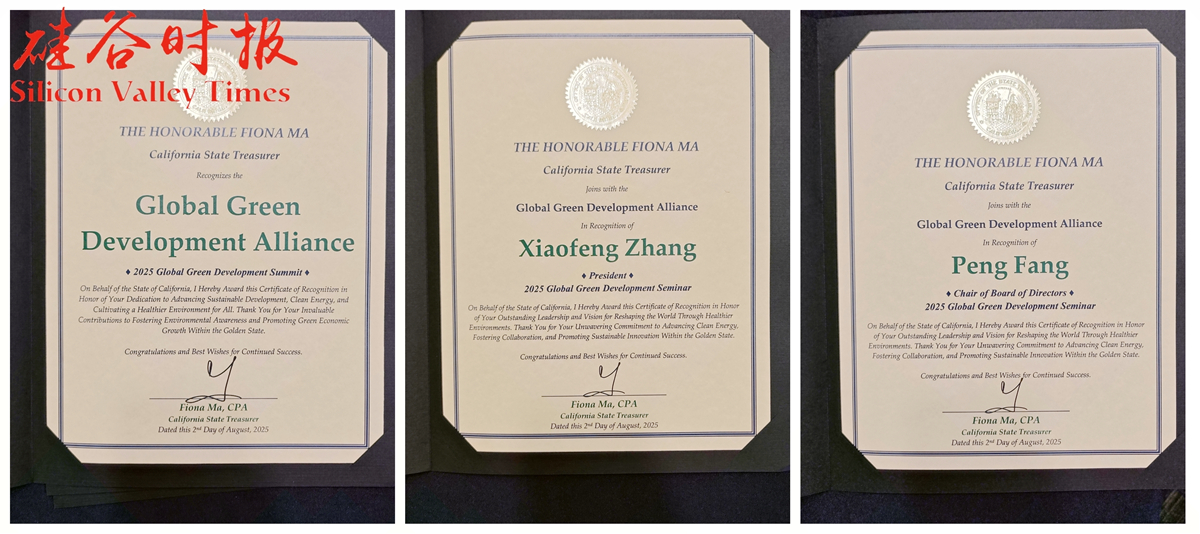 硅谷时报
Silicon Valley Times
THE HONORABLE FIONA MA
California State Treasurer
Recognizes the
Global Green
Development Alliance
♦ 2025 Global Green Development Summit ♦
On Behalf of the State of California, I Hereby Award this Certificate of Recognition in
Honor of Your Dedication to Advancing Sustainable Development, Clean Energy, and
Cultivating a Healthier Environment for All. Thank You for Your Invaluable
Contributions to Fostering Environmental Awareness and Promoting Green Economic
Growth Within the Golden State.
Congratulations and Best Wishes for Continued Success.
Fiona Ma, CPA
California State Treasurer
Dated this 2nd Day of August, 2025
THE HONORABLE FIONA MA
California State Treasurer
Joins with the
Global Green Development Alliance
In Recognition of
Xiaofeng Zhang
♦ President ♦
2025 Global Green Development Seminar
On Behalf of the State of California, I Hereby Award this Certificate of Recognition in Honor
of Your Outstanding Leadership and Vision for Reshaping the World Through Healthier
Environments. Thank You for Your Unwavering Commitment to Advancing Clean Energy,
Fostering Collaboration, and Promoting Sustainable Innovation Within the Golden State.
Congratulations and Best Wishes for Continued Success.
Fiona Ma, CPA
California State Treasurer
Dated this 2nd Day of August, 2025
THE HONORABLE FIONA MA
California State Treasurer
Joins with the
Global Green Development Alliance
In Recognition of
Peng Fang
♦ Chair of Board of Directors ♦
2025 Global Green Development Seminar
On Behalf of the State of California, I Hereby Award this Certificate of Recognition in Honor
of Your Outstanding Leadership and Vision for Reshaping the World Through Healthier
Environments. Thank You for Your Unwavering Commitment to Advancing Clean Energy,
Fostering Collaboration, and Promoting Sustainable Innovation Within the Golden State.
Congratulations and Best Wishes for Continued Success.
Fiona Ma, CPA
California State Treasurer
Dated this 2nd Day of August, 2025